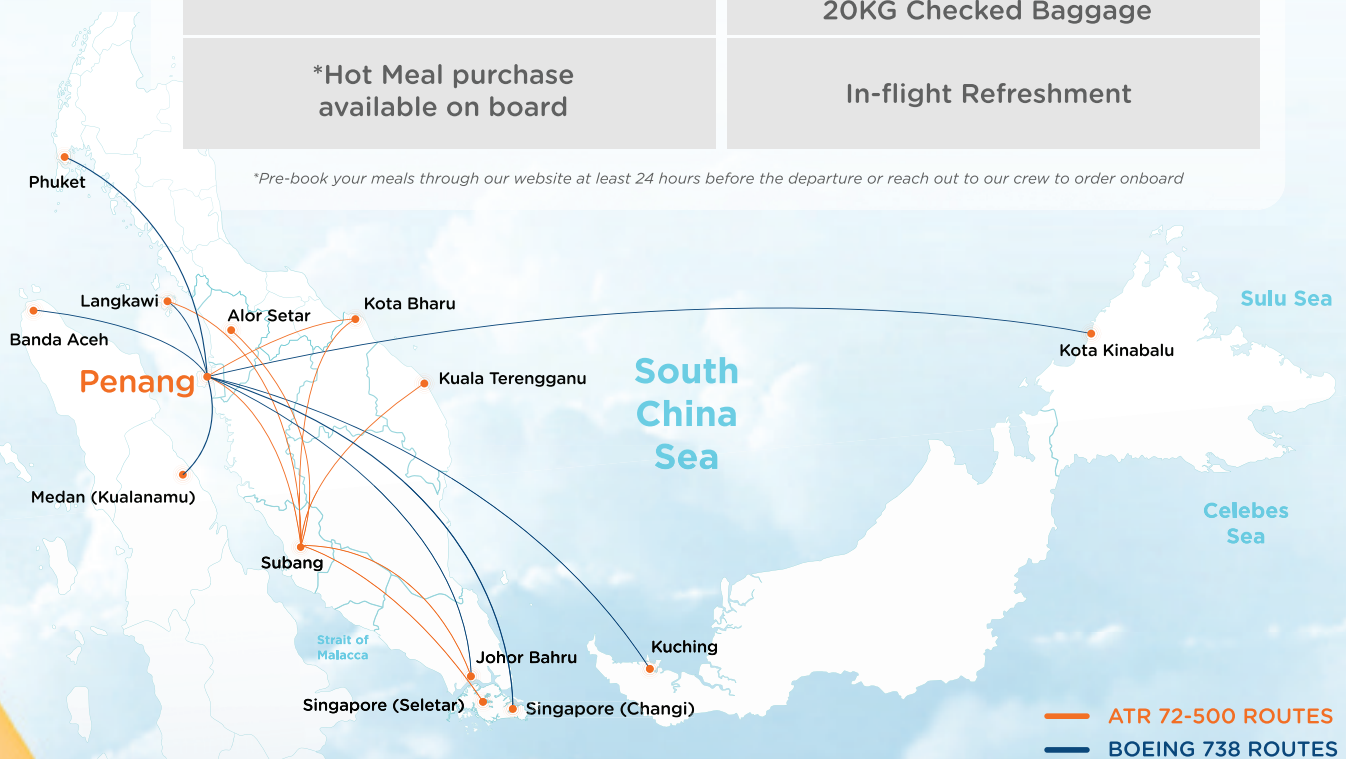 20KG Checked Baggage
*Hot Meal purchase
available on board
In-flight Refreshment
*Pre-book your meals through our website at least 24 hours before the departure or reach out to our crew to order onboard
Phuket
Langkawi
Alor Setar
Kota Bharu
Sulu Sea
Banda Aceh
Kota Kinabalu
Penang
Kuala Terengganu
South
China
Sea
Medan (Kualanamu)
Celebes
Sea
Subang
Strait of
Malacca
Johor Bahru
Kuching
Singapore (Seletar)
Singapore (Changi)
ATR 72-500 ROUTES
BOEING 738 ROUTES